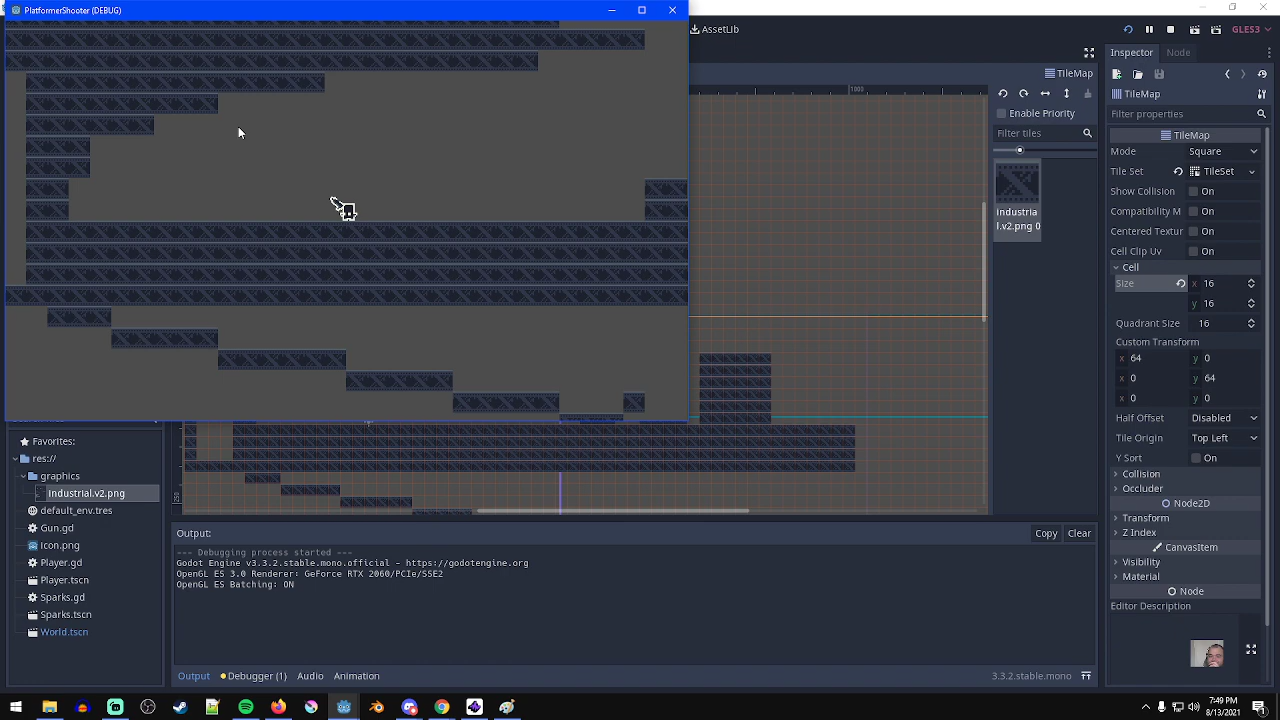 PlatformerShooter (DEBUG)
AssetLib
GLES3
Inspector
Node
TileMap
1000
TileMap
Enable Priority
Filter properties
Filter tiles
TileMap
Mode
Square
Tile Set
TileSet
Show Collision
On
Compatibility M
On
Centered Textur
On
Cell Clip Uv
On
Industria
l.v2.png 0
Cell
Size
x 16
y 16
Quadrant Size
16
Custom Transform
x 64
y 0
x 0
y 64
x 0
y 0
Half Offset
Disabled
Tile Origin
Top Left
Y Sort
On
Collision
Occluder
Node2D
Transform
Z Index
CanvasItem
Visibility
Material
Node
Editor Description
Favorites:
res://
graphics
industrial.v2.png
default_env.tres
Gun.gd
icon.png
Player.gd
Player.tscn
Sparks.gd
Sparks.tscn
World.tscn
250
Output:
Copy
Clear
--- Debugging process started ---
Godot Engine v3.3.2.stable.mono.official - https://godotengine.org
OpenGL ES 3.0 Renderer: GeForce RTX 2060/PCIe/SSE2
OpenGL ES Batching: ON
Output
Debugger (1)
Audio
Animation
3.3.2.stable.mono
7:49 PM
8/13/2021